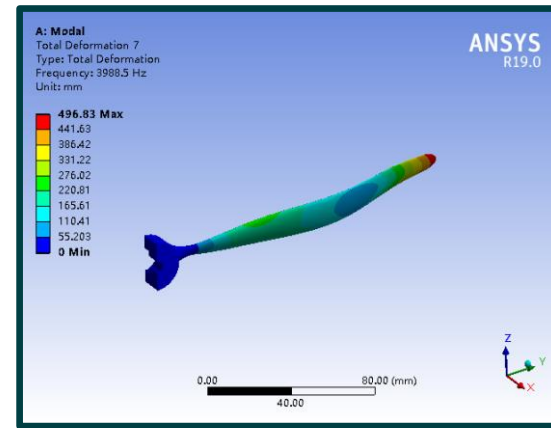 A: Modal
Total Deformation 7
Type: Total Deformation
Frequency: 3988.5 Hz
Unit: mm
ANSYS
R19.0
496.83 Max
441.63
386.42
331.22
276.02
220.81
165.61
110.41
55.203
0 Min
0.00 80.00 (mm)
40.00
Z
Y
X